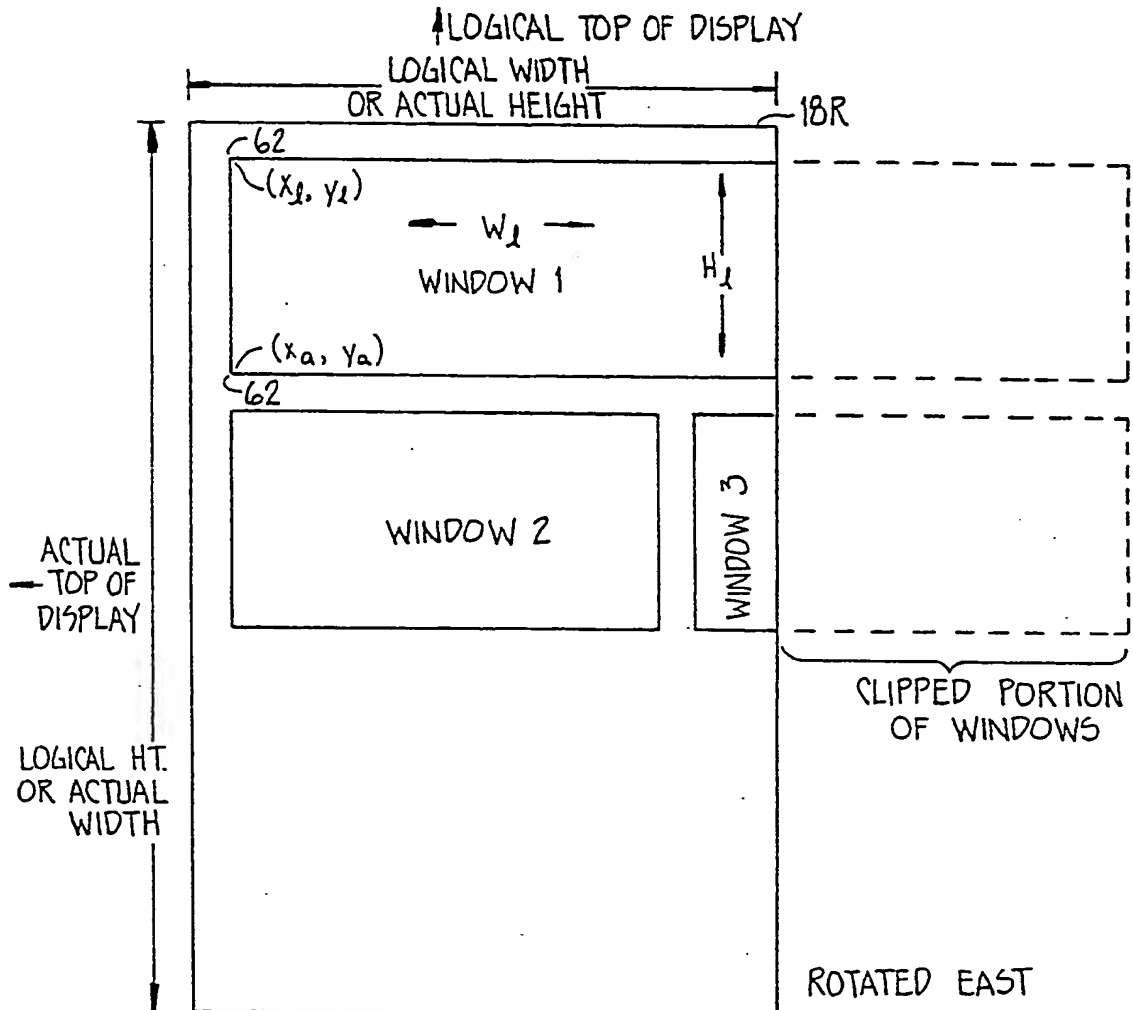 LOGICAL TOP OF DISPLAY
LOGICAL WIDTH
OR ACTUAL HEIGHT
18R
62
(xℓ, yℓ)
Wℓ
Hℓ
WINDOW 1
(xa, ya)
62
WINDOW 2
WINDOW 3
ACTUAL
TOP OF
DISPLAY
CLIPPED PORTION
OF WINDOWS
LOGICAL HT.
OR ACTUAL
WIDTH
ROTATED EAST